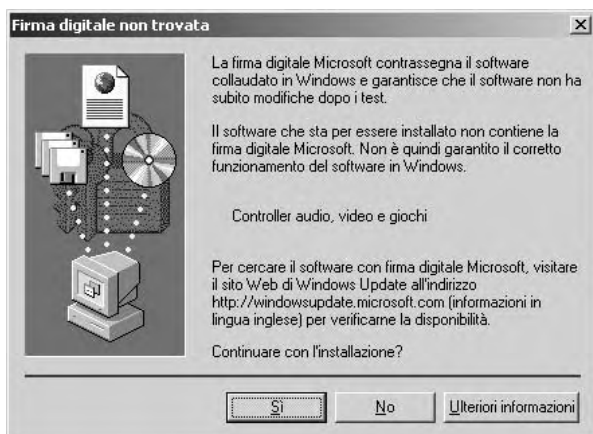 Firma digitale non trovata
La firma digitale Microsoft contrassegna il software
collaudato in Windows e garantisce che il software non ha
subito modifiche dopo i test.
Il software che sta per essere installato non contiene la
firma digitale Microsoft. Non è quindi garantito il corretto
funzionamento del software in Windows.
Controller audio, video e giochi
Per cercare il software con firma digitale Microsoft, visitare
il sito Web di Windows Update all'indirizzo
http://windowsupdate.microsoft.com (informazioni in
lingua inglese) per verificarne la disponibilità.
Continuare con l'installazione?
Sì No Ulteriori informazioni